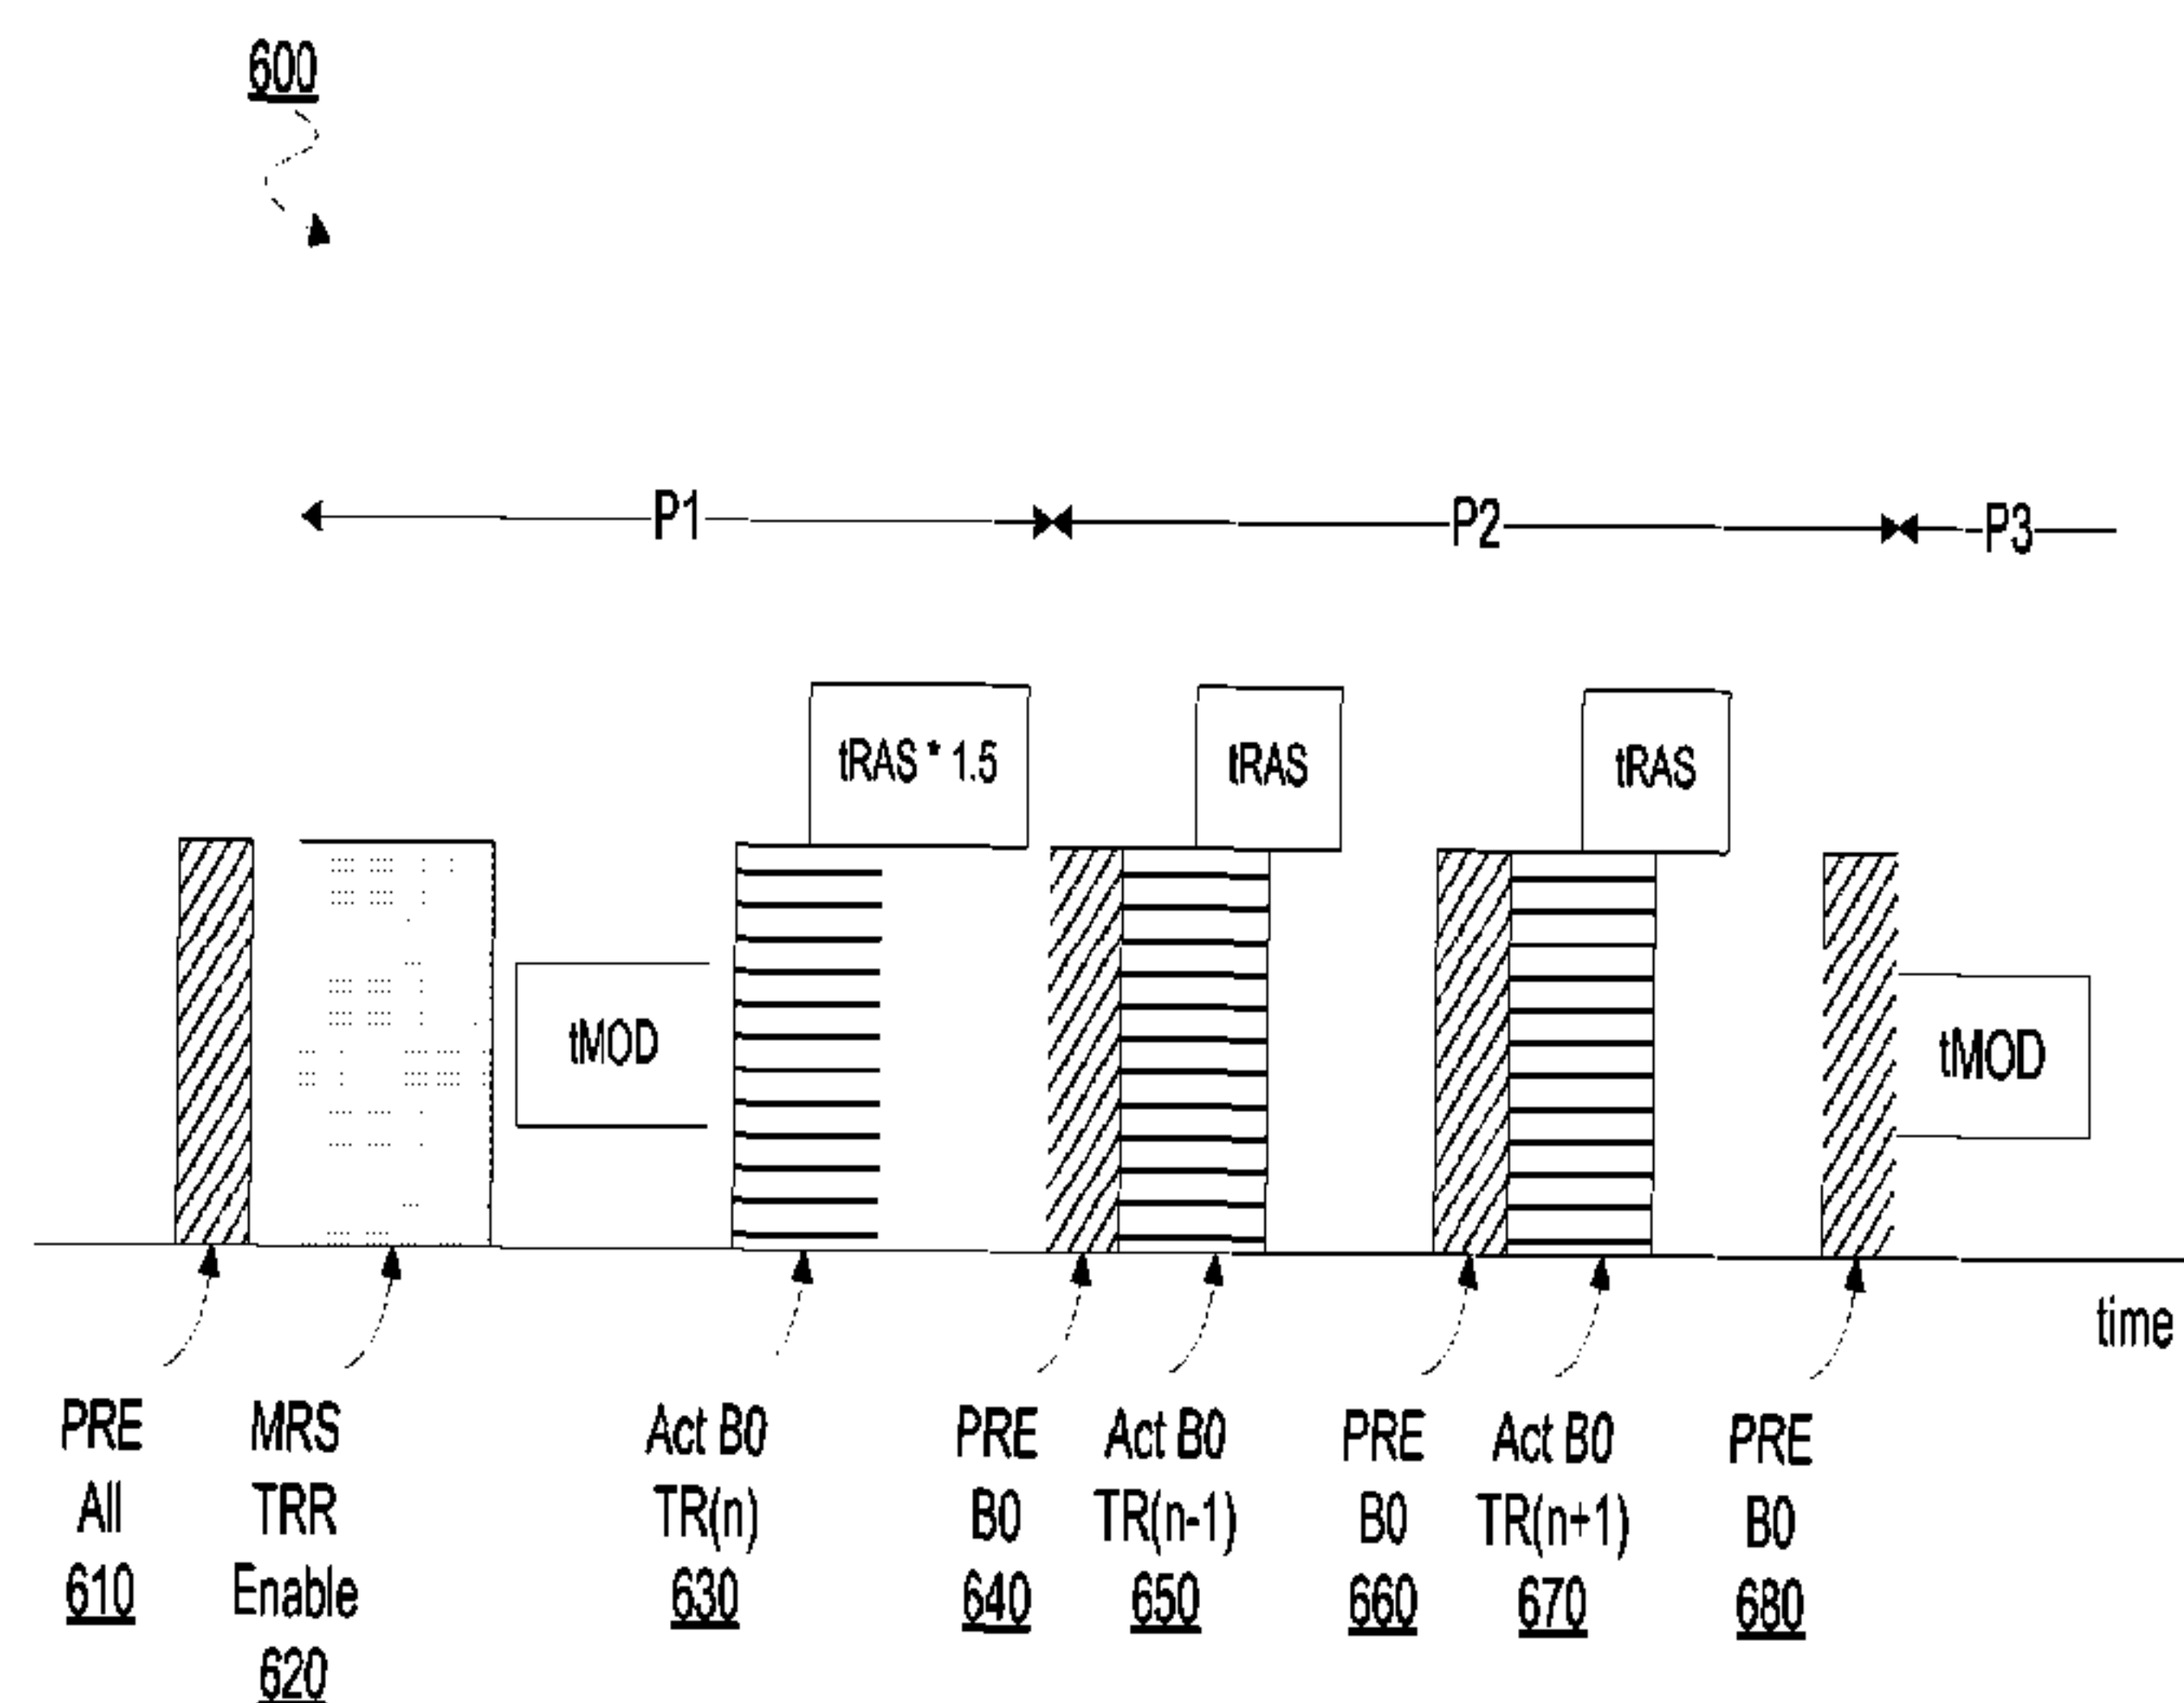 600
P1
P2
P3
tRAS * 1.5
tRAS
tRAS
tMOD
tMOD
time
PRE
All
610
MRS
TRR
Enable
620
Act B0
TR(n)
630
PRE
B0
640
Act B0
TR(n-1)
650
PRE
B0
660
Act B0
TR(n+1)
670
PRE
B0
680